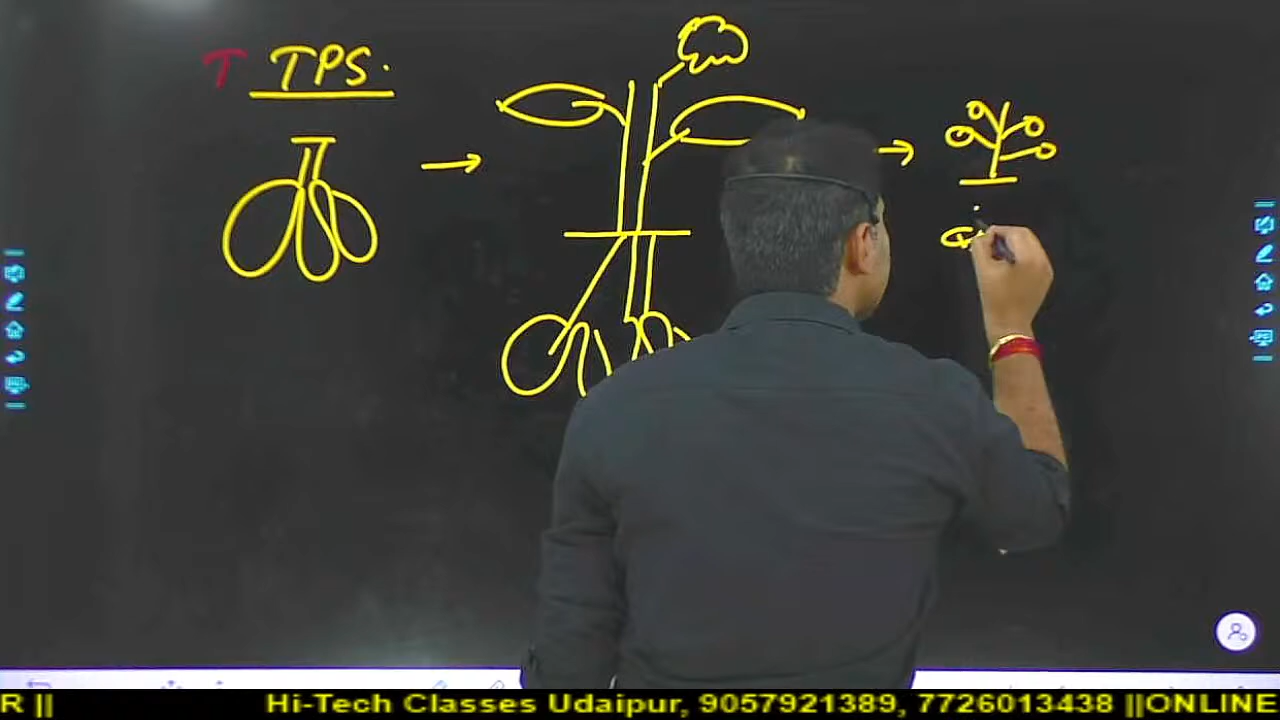 T TPS.
R || Hi-Tech Classes Udaipur, 9057921389, 7726013438 ||ONLINE